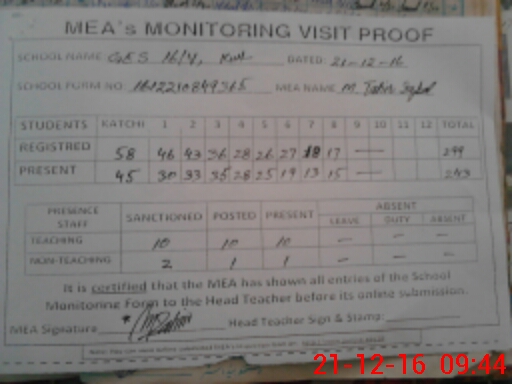 MEA's MONITORING VISIT PROOF
SCHOOL NAME GES 16/4, DATED: 21-12-16
SCHOOL FORM NO MEA NAME M.
STUDENTS KATCHI 1 2 3 4 5 6 7 8 9 10 11 12 TOTAL
REGISTRED 58 46 43 36 28 26 27 18 17 — 299
PRESENT 45 30 33 35 28 25 19 13 15 — 243
PRESENCE STAFF SANCTIONED POSTED PRESENT ABSENT
LEAVE DUTY ABSENT
TEACHING 10 10 10 — — —
NON-TEACHING 2 1 1 — — —
It is certified that the MEA has shown all entries of the School
Monitoring Form to the Head Teacher before its online submission.
MEA Signature Head Teacher Sign & Stamp:
21-12-16 09:44